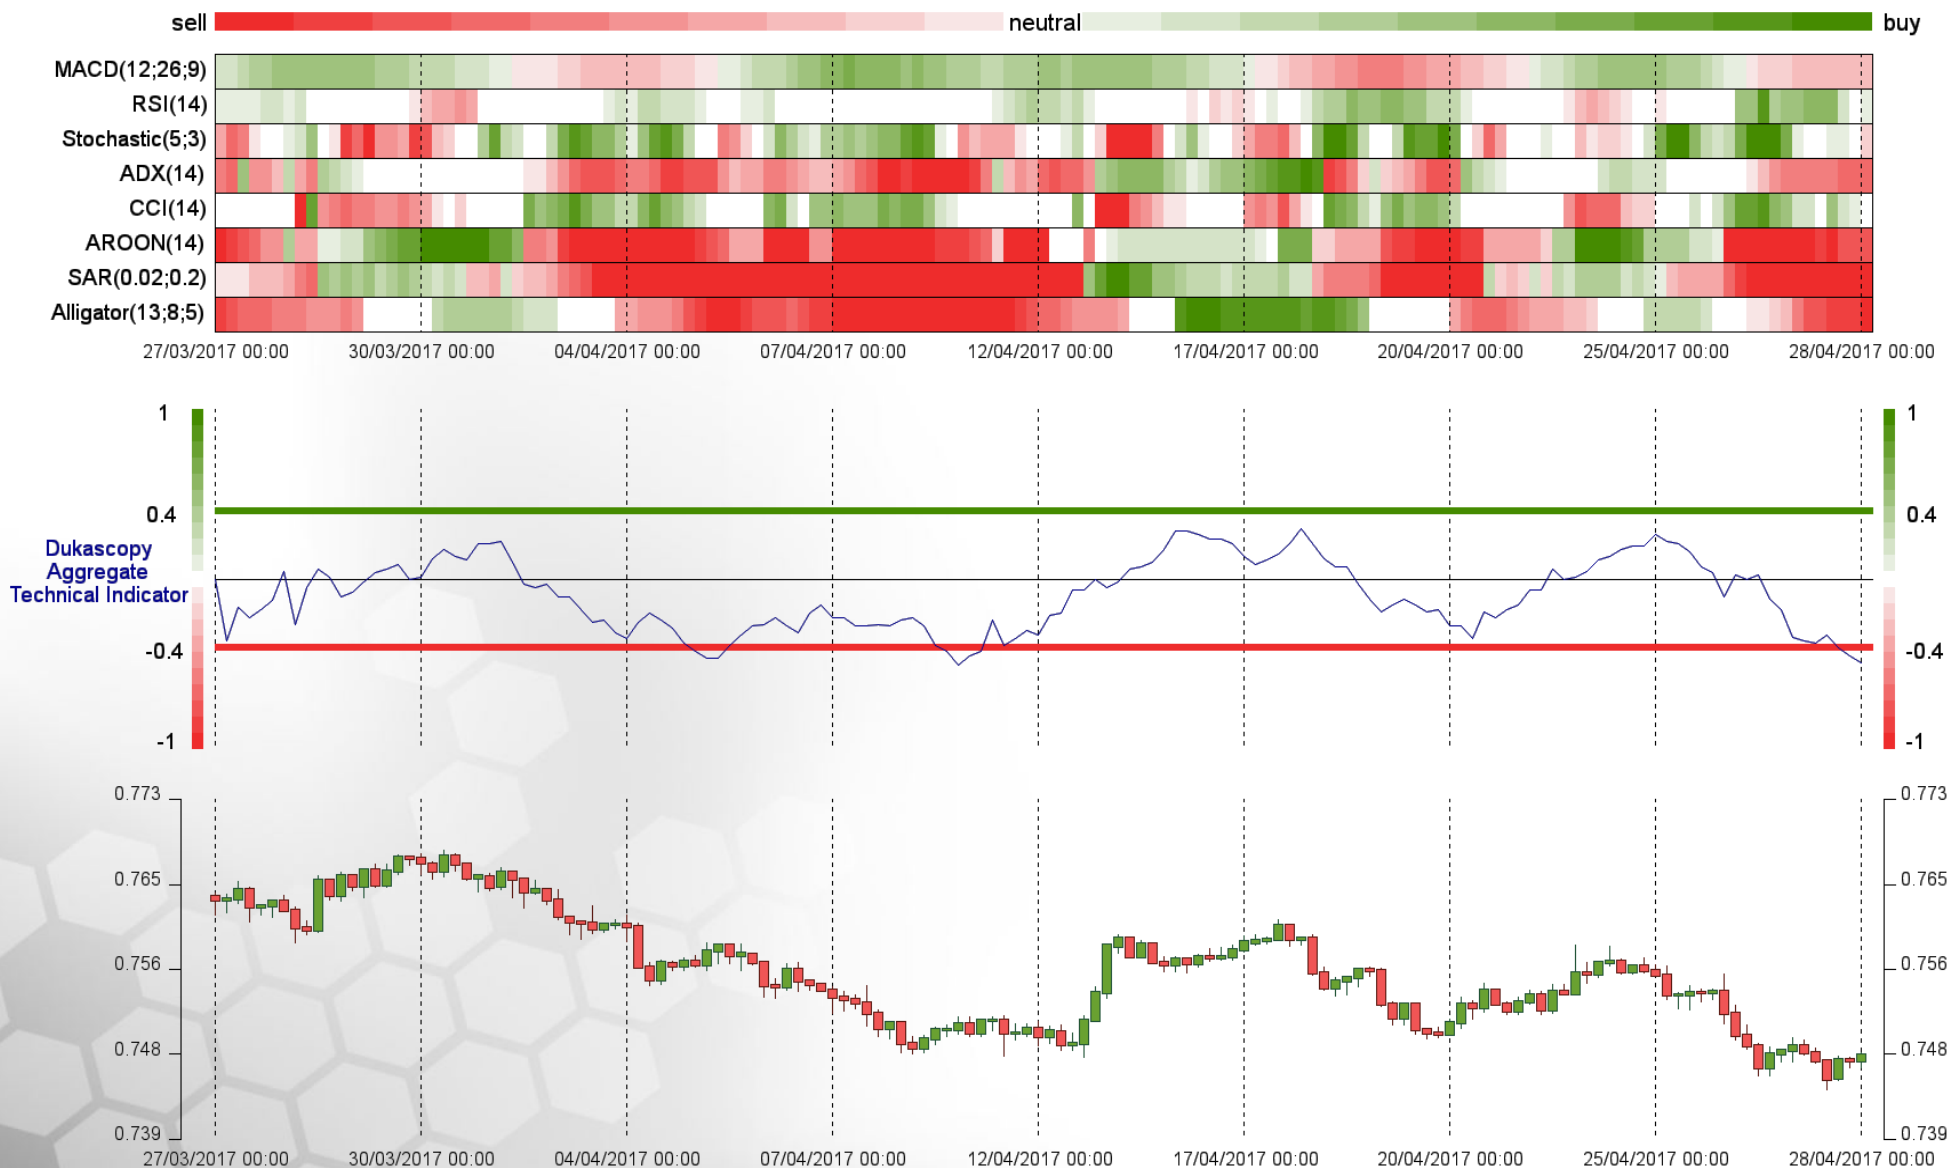 sell neutral buy
MACD(12;26;9)
RSI(14)
Stochastic(5;3)
ADX(14)
CCI(14)
AROON(14)
SAR(0.02;0.2)
Alligator(13;8;5)
27/03/2017 00:00 30/03/2017 00:00 04/04/2017 00:00 07/04/2017 00:00 12/04/2017 00:00 17/04/2017 00:00 20/04/2017 00:00 25/04/2017 00:00 28/04/2017 00:00
1 1
0.4 0.4
Dukascopy
Aggregate
Technical Indicator
-0.4 -0.4
-1 -1
0.773 0.773
0.765 0.765
0.756 0.756
0.748 0.748
0.739 0.739
27/03/2017 00:00 30/03/2017 00:00 04/04/2017 00:00 07/04/2017 00:00 12/04/2017 00:00 17/04/2017 00:00 20/04/2017 00:00 25/04/2017 00:00 28/04/2017 00:00